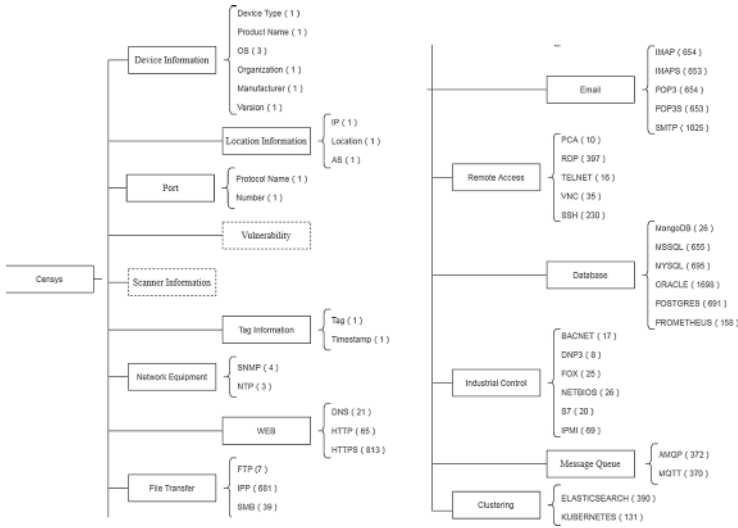 Censys
Device Information
Device Type ( 1 )
Product Name ( 1 )
OS ( 3 )
Organization ( 1 )
Manufacturer ( 1 )
Version ( 1 )
Location Information
IP ( 1 )
Location ( 1 )
AS ( 1 )
Port
Protocol Name ( 1 )
Number ( 1 )
Vulnerability
Scanner Information
Tag Information
Tag ( 1 )
Timestamp ( 1 )
Network Equipment
SNMP ( 4 )
NTP ( 3 )
WEB
DNS ( 21 )
HTTP ( 65 )
HTTPS ( 813 )
File Transfer
FTP (7 )
IPP ( 681 )
SMB ( 39 )
Email
IMAP ( 654 )
IMAPS ( 653 )
POP3 ( 654 )
POP3S ( 653 )
SMTP ( 1025 )
Remote Access
PCA ( 10 )
RDP ( 397 )
TELNET ( 16 )
VNC ( 35 )
SSH ( 230 )
Database
MongoDB ( 26 )
MSSQL ( 655 )
MYSQL ( 695 )
ORACLE ( 1698 )
POSTGRES ( 691 )
PROMETHEUS ( 158 )
Industrial Control
BACNET ( 17 )
DNP3 ( 8 )
FOX ( 25 )
NETBIOS ( 26 )
S7 ( 20 )
IPMI ( 69 )
Message Queue
AMQP ( 372 )
MQTT ( 370 )
Clustering
ELASTICSEARCH ( 390 )
KUBERNETES ( 131 )